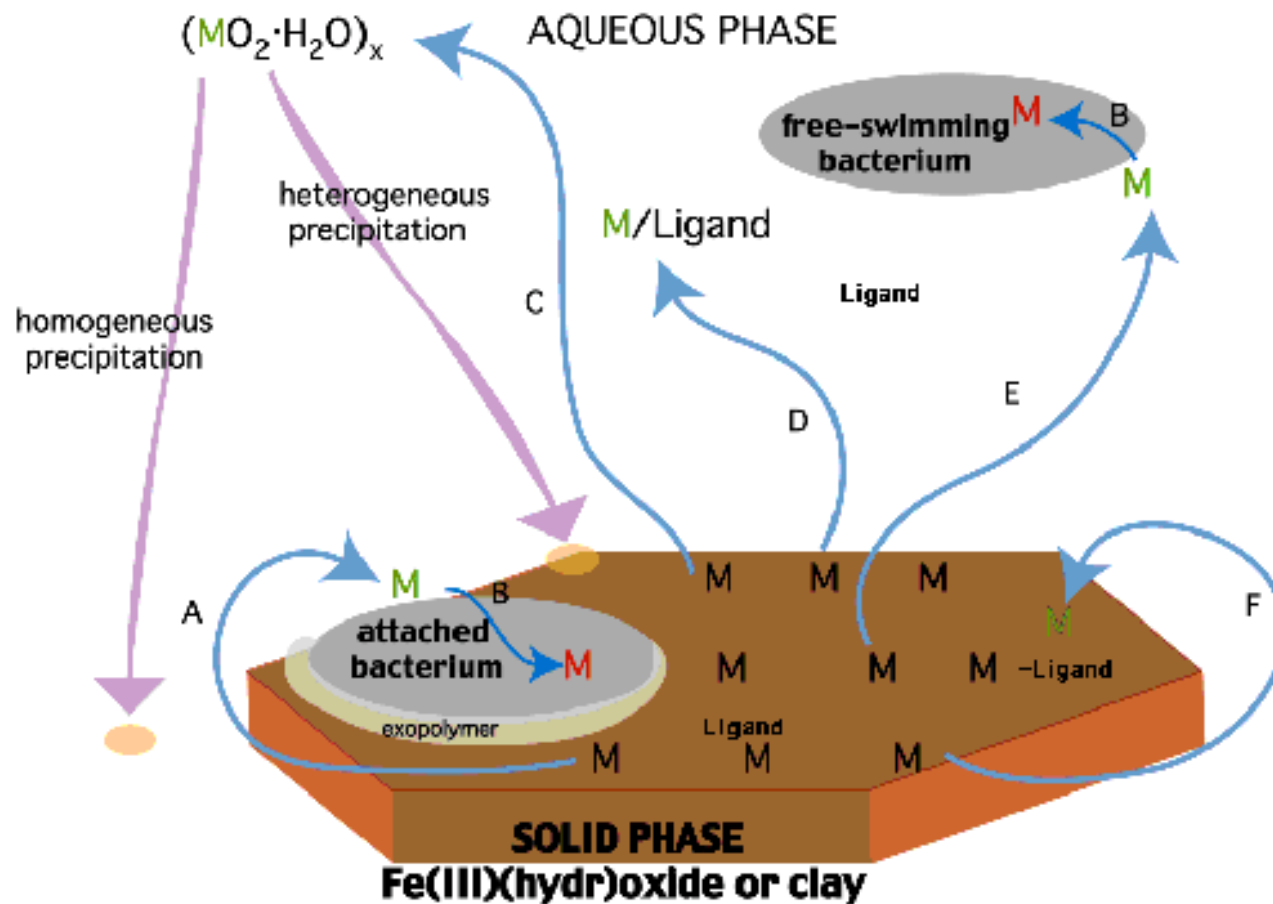 (MO₂·H₂O)ₓ
AQUEOUS PHASE
free-swimming
bacterium
M
B
M
heterogeneous
precipitation
M/Ligand
Ligand
C
homogeneous
precipitation
D
E
A
M
B
attached
bacterium
M
exopolymer
M
M
M
M
F
M
M
M
-Ligand
Ligand
M
M
M
SOLID PHASE
Fe(III)(hydr)oxide or clay